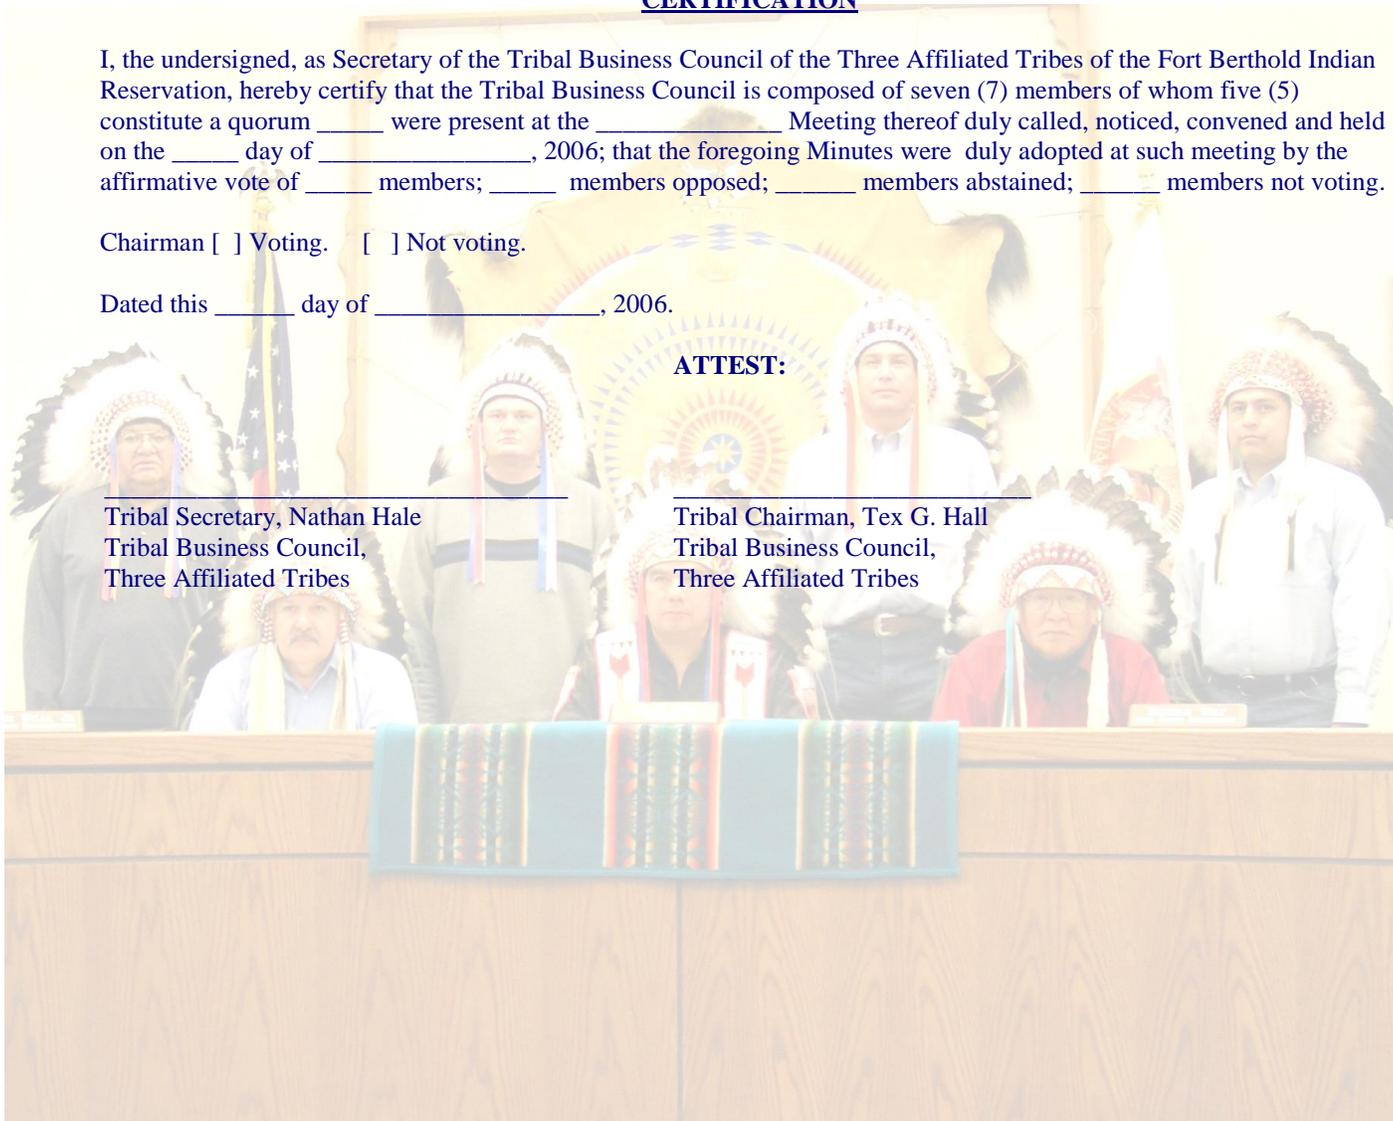 CERTIFICATION
I, the undersigned, as Secretary of the Tribal Business Council of the Three Affiliated Tribes of the Fort Berthold Indian
Reservation, hereby certify that the Tribal Business Council is composed of seven (7) members of whom five (5)
constitute a quorum _____ were present at the ______________ Meeting thereof duly called, noticed, convened and held
on the _____ day of ________________, 2006; that the foregoing Minutes were  duly adopted at such meeting by the
affirmative vote of _____ members; _____  members opposed; ______ members abstained; ______ members not voting.
Chairman [  ] Voting.     [   ] Not voting.
Dated this ______ day of _________________, 2006.
ATTEST:
___________________________________ ___________________________
Tribal Secretary, Nathan Hale Tribal Chairman, Tex G. Hall
Tribal Business Council, Tribal Business Council,
Three Affiliated Tribes Three Affiliated Tribes